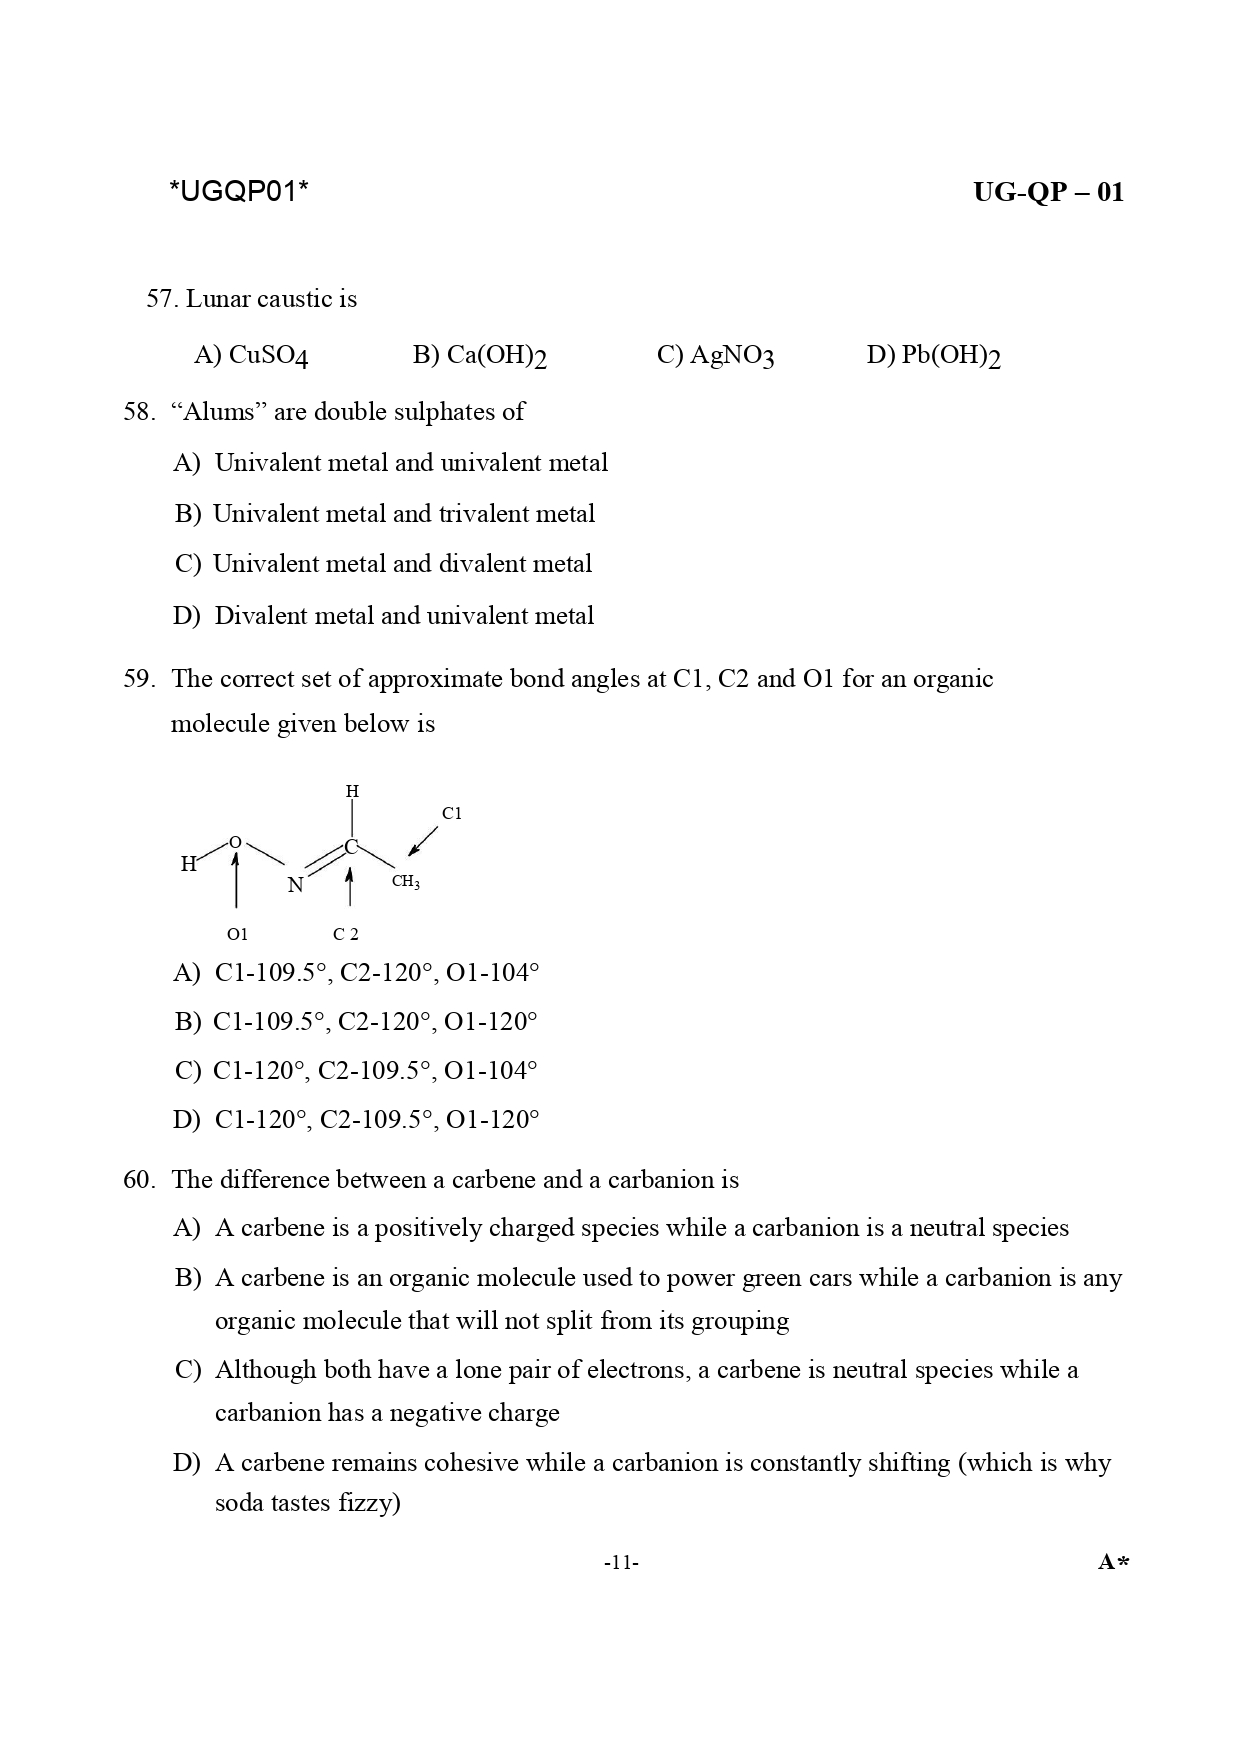 *UGQP01* UG-QP – 01
57. Lunar caustic is
A) CuSO4 B) Ca(OH)2 C) AgNO3 D) Pb(OH)2
58. “Alums” are double sulphates of
A) Univalent metal and univalent metal
B) Univalent metal and trivalent metal
C) Univalent metal and divalent metal
D) Divalent metal and univalent metal
59. The correct set of approximate bond angles at C1, C2 and O1 for an organic
molecule given below is
H
C1
O
C
H
N
CH3
O1 C 2
A) C1-109.5°, C2-120°, O1-104°
B) C1-109.5°, C2-120°, O1-120°
C) C1-120°, C2-109.5°, O1-104°
D) C1-120°, C2-109.5°, O1-120°
60. The difference between a carbene and a carbanion is
A) A carbene is a positively charged species while a carbanion is a neutral species
B) A carbene is an organic molecule used to power green cars while a carbanion is any
organic molecule that will not split from its grouping
C) Although both have a lone pair of electrons, a carbene is neutral species while a
carbanion has a negative charge
D) A carbene remains cohesive while a carbanion is constantly shifting (which is why
soda tastes fizzy)
-11- A*